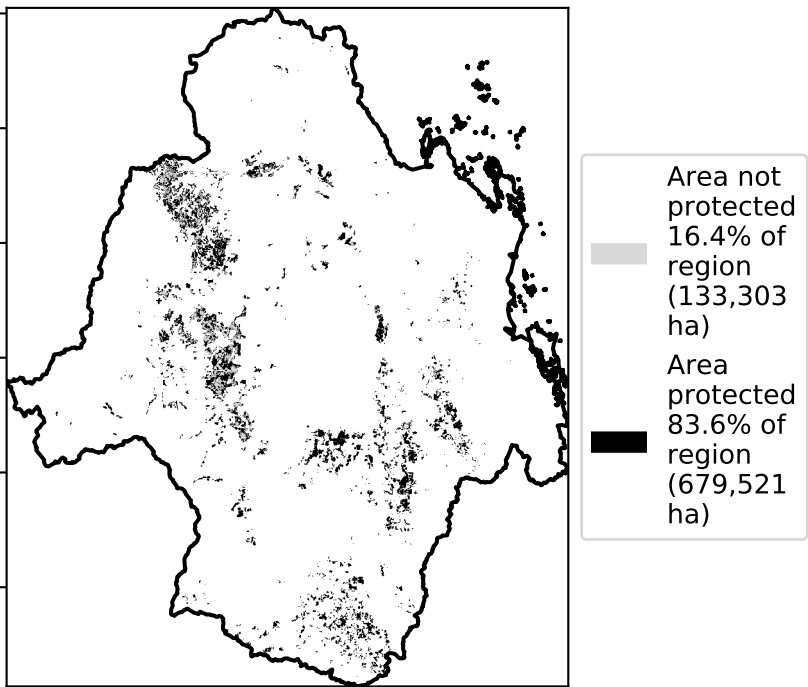 Area not
protected
16.4% of
region
(133,303
ha)
Area
protected
83.6% of
region
(679,521
ha)